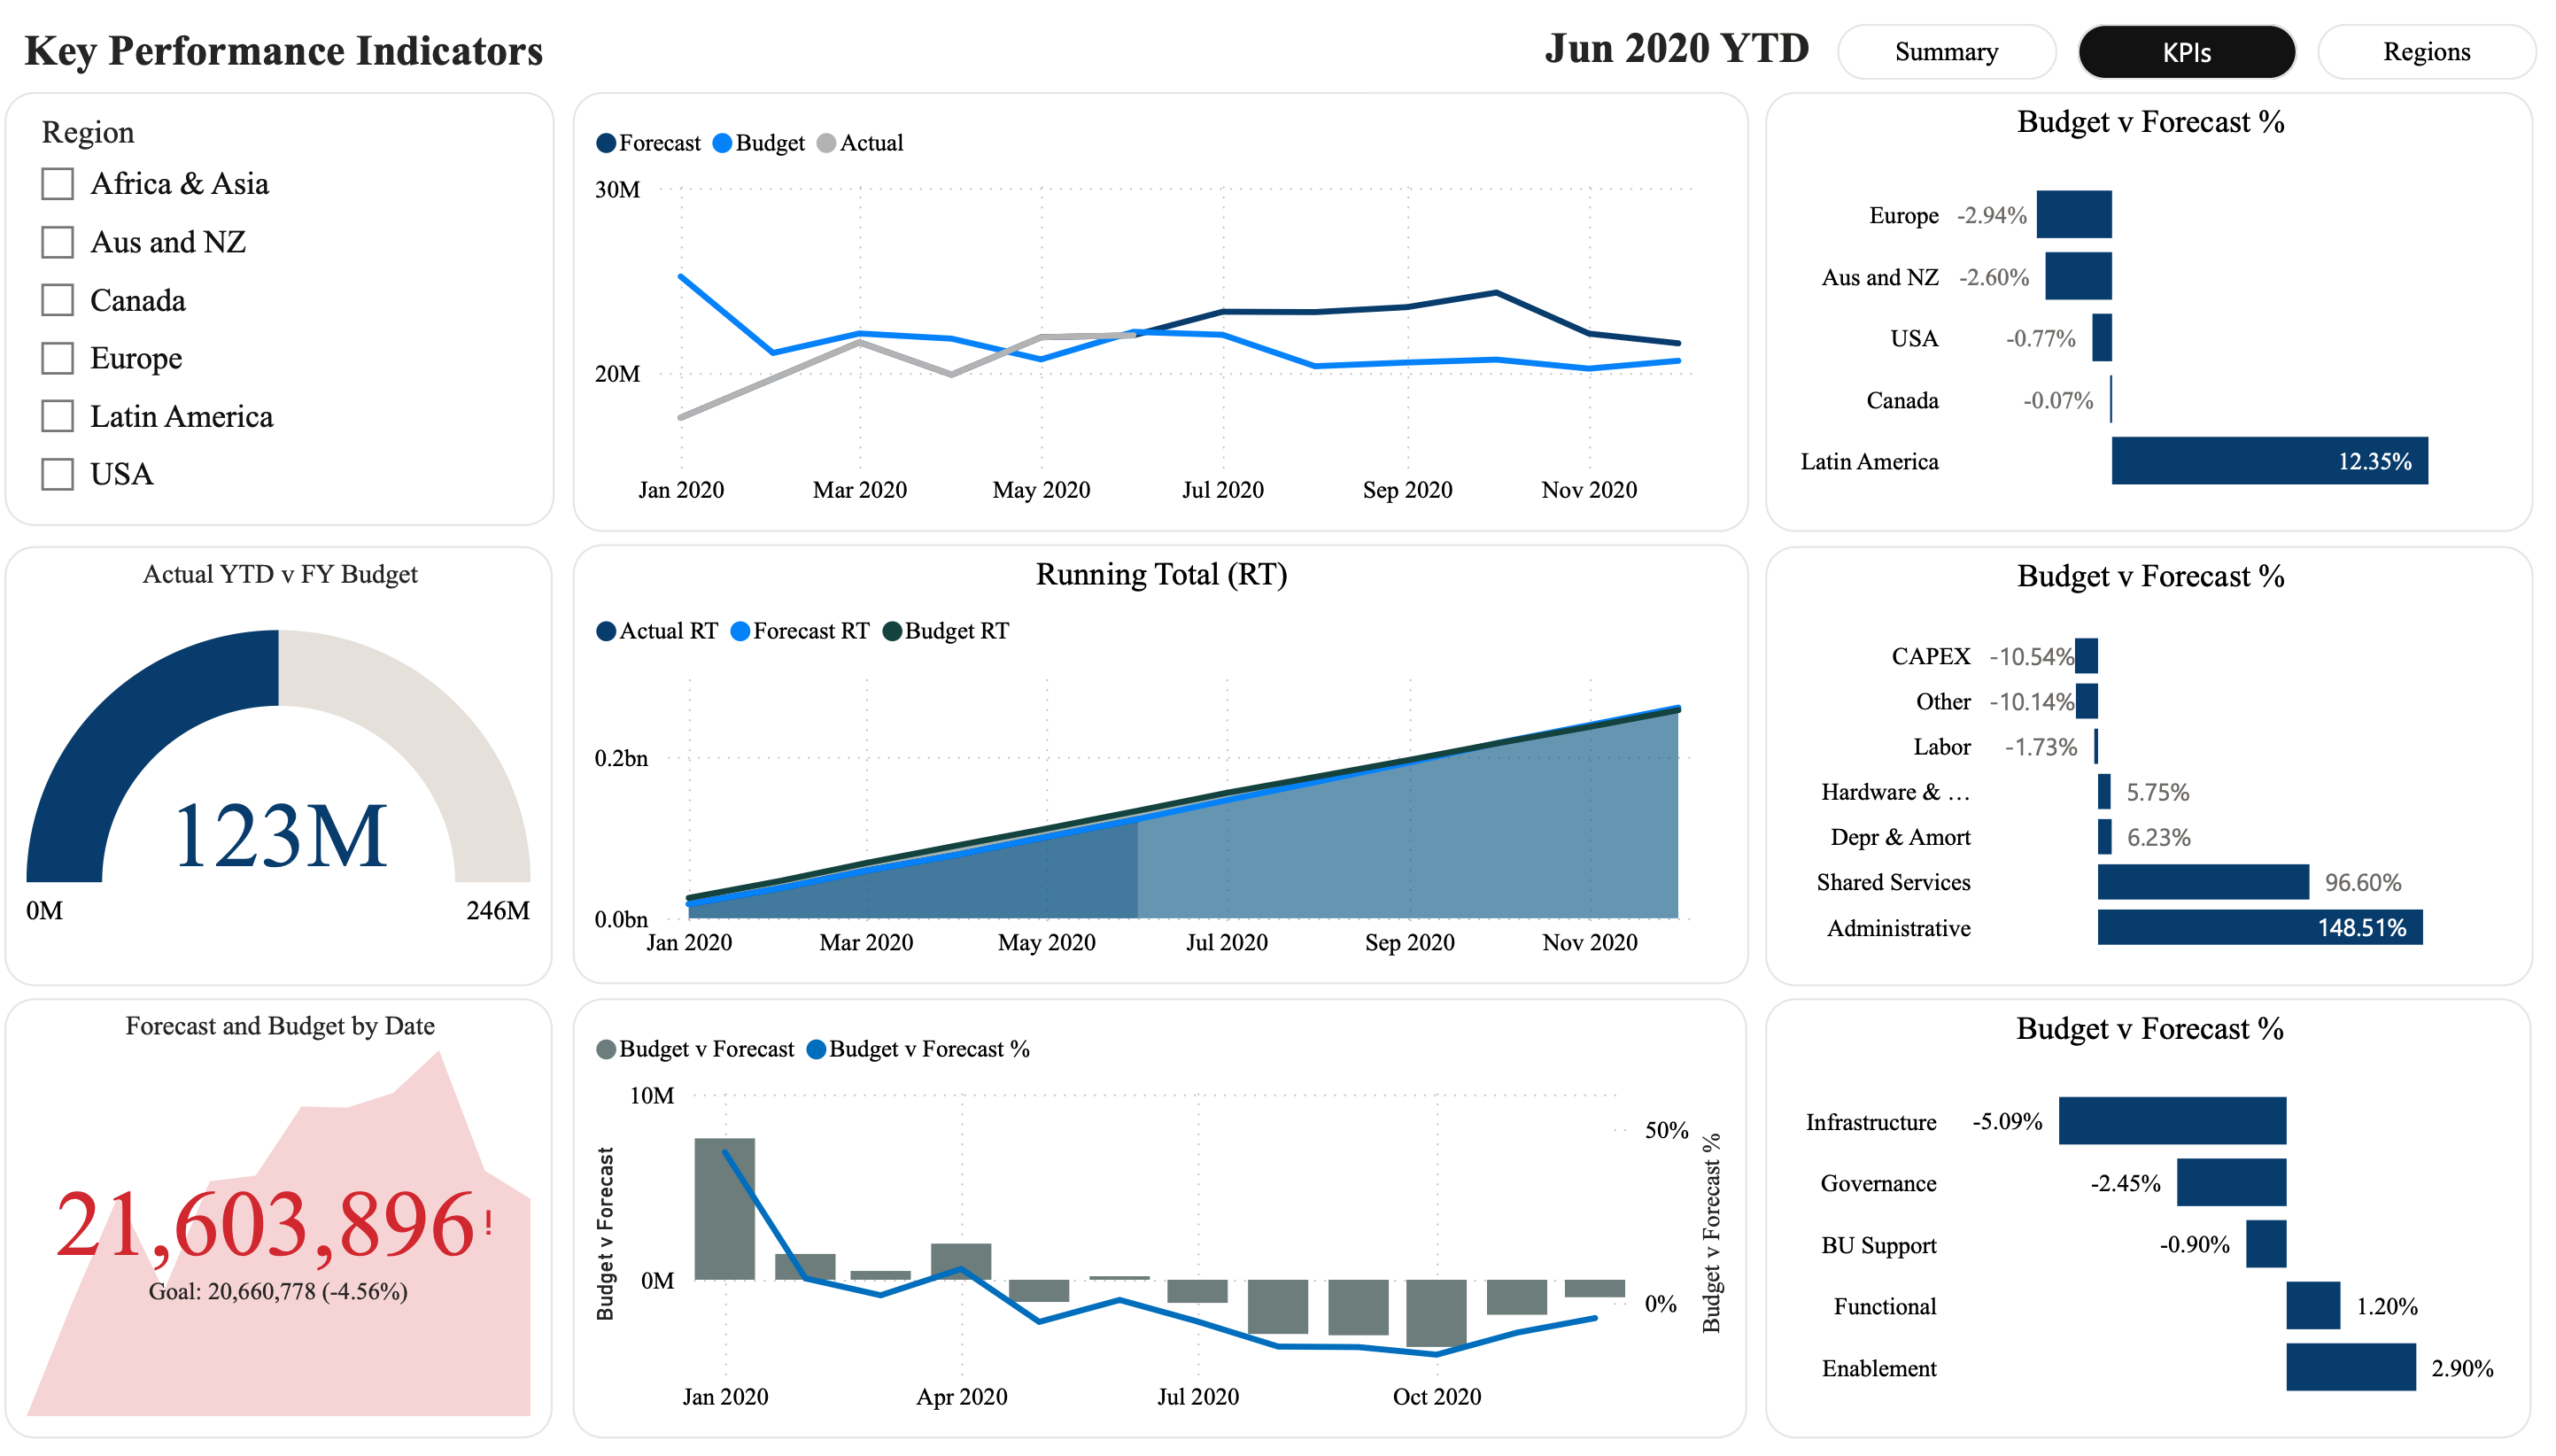 Key Performance Indicators
Jun 2020 YTD
Summary
KPIs
Regions
Region
Africa & Asia
Aus and NZ
Canada
Europe
Latin America
USA
Forecast Budget Actual
30M
20M
Jan 2020 Mar 2020 May 2020 Jul 2020 Sep 2020 Nov 2020
Budget v Forecast %
Europe -2.94%
Aus and NZ -2.60%
USA -0.77%
Canada -0.07%
Latin America 12.35%
Actual YTD v FY Budget
123M
0M 246M
Running Total (RT)
Actual RT Forecast RT Budget RT
0.2bn
0.0bn
Jan 2020 Mar 2020 May 2020 Jul 2020 Sep 2020 Nov 2020
Budget v Forecast %
CAPEX -10.54%
Other -10.14%
Labor -1.73%
Hardware & ... 5.75%
Depr & Amort 6.23%
Shared Services 96.60%
Administrative 148.51%
Forecast and Budget by Date
21,603,896!
Goal: 20,660,778 (-4.56%)
Budget v Forecast Budget v Forecast %
Budget v Forecast
10M
0M
50%
0%
Budget v Forecast %
Jan 2020 Apr 2020 Jul 2020 Oct 2020
Budget v Forecast %
Infrastructure -5.09%
Governance -2.45%
BU Support -0.90%
Functional 1.20%
Enablement 2.90%